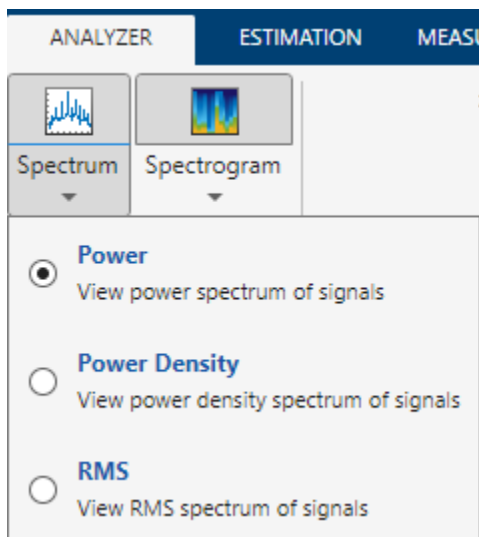 ANALYZER ESTIMATION
Spectrum Spectrogram
Power
View power spectrum of signals
Power Density
View power density spectrum of signals
RMS
View RMS spectrum of signals